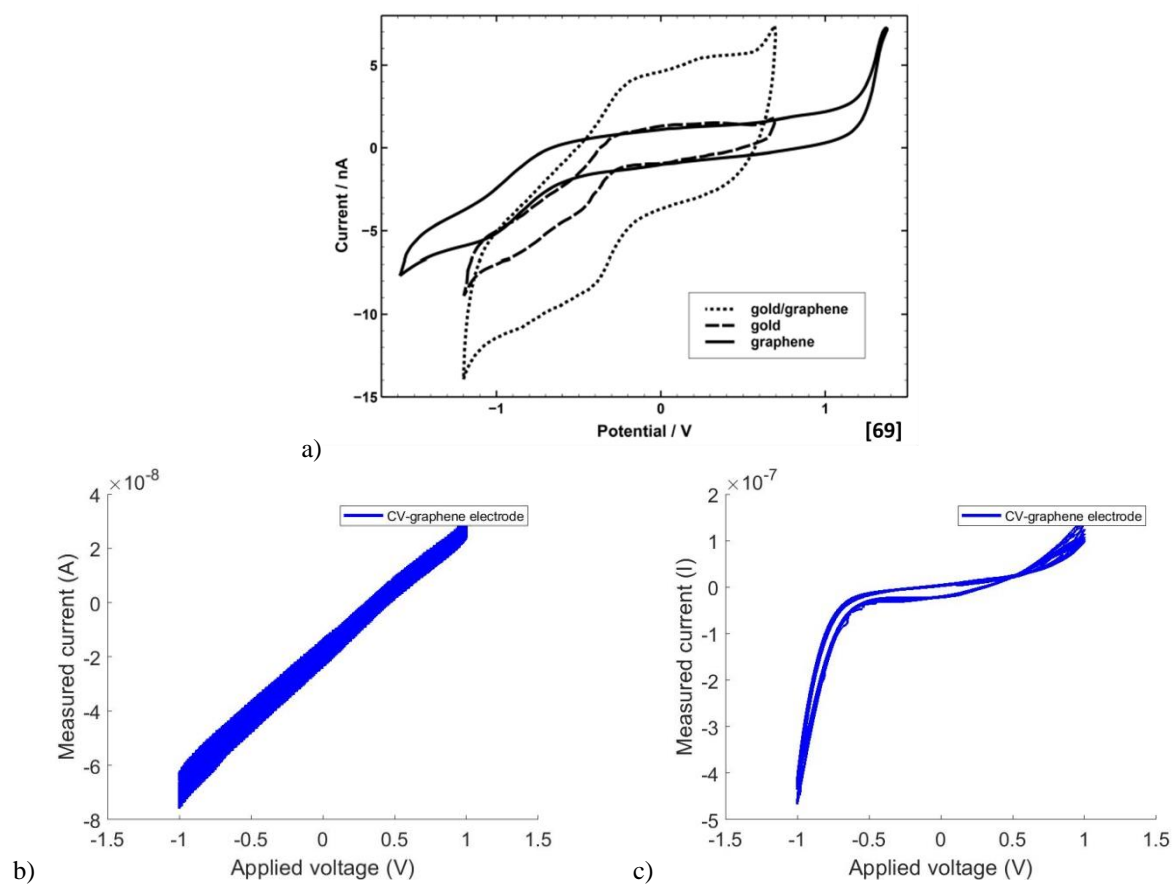 5
0
−5
−10
−15
Current / nA
gold/graphene
gold
graphene
−1
0
1
Potential / V
[69]
a)
×10⁻⁸
4
2
0
-2
-4
-6
-8
Measured current (A)
CV-graphene electrode
-1.5
-1
-0.5
0
0.5
1
1.5
Applied voltage (V)
b)
×10⁻⁷
2
1
0
-1
-2
-3
-4
-5
Measured current (I)
CV-graphene electrode
-1.5
-1
-0.5
0
0.5
1
1.5
Applied voltage (V)
c)